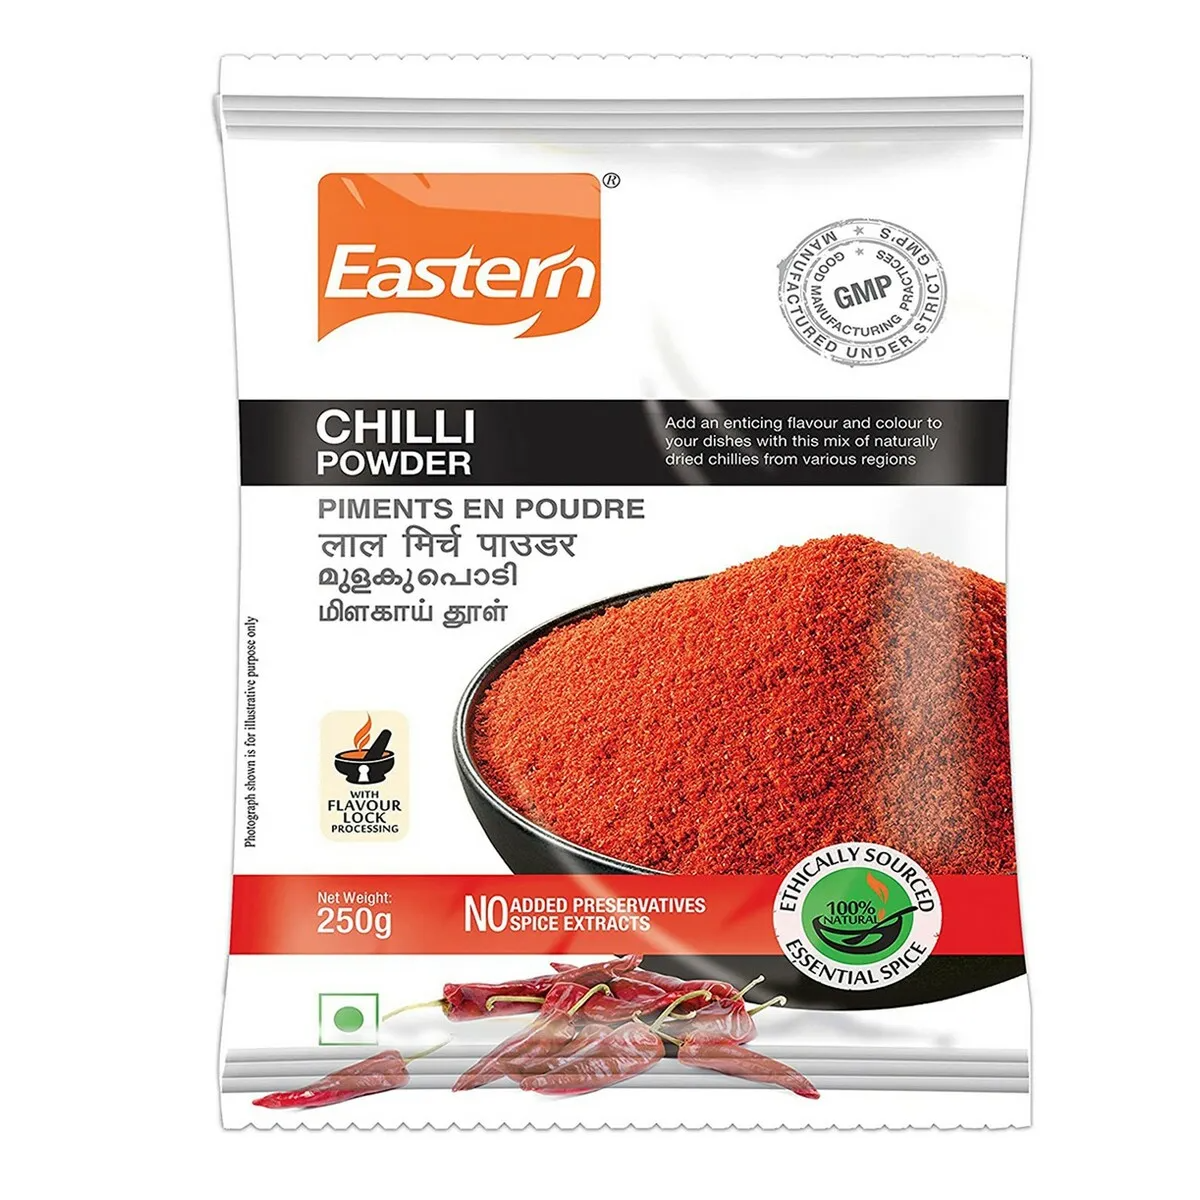 Eastern®
MANUFACTURED UNDER STRICT GMP'S
GOOD MANUFACTURING PRACTICES
GMP
CHILLI
POWDER
Add an enticing flavour and colour to
your dishes with this mix of naturally
dried chillies from various regions
PIMENTS EN POUDRE
लाल मिर्च पाउडर
മുളകുപൊടി
மிளகாய் தூள்
Photograph shown is for illustrative purpose only
WITH
FLAVOUR
LOCK
PROCESSING
Net Weight:
250g
NO ADDED PRESERVATIVES
SPICE EXTRACTS
ETHICALLY SOURCED
100%
NATURAL
ESSENTIAL SPICE